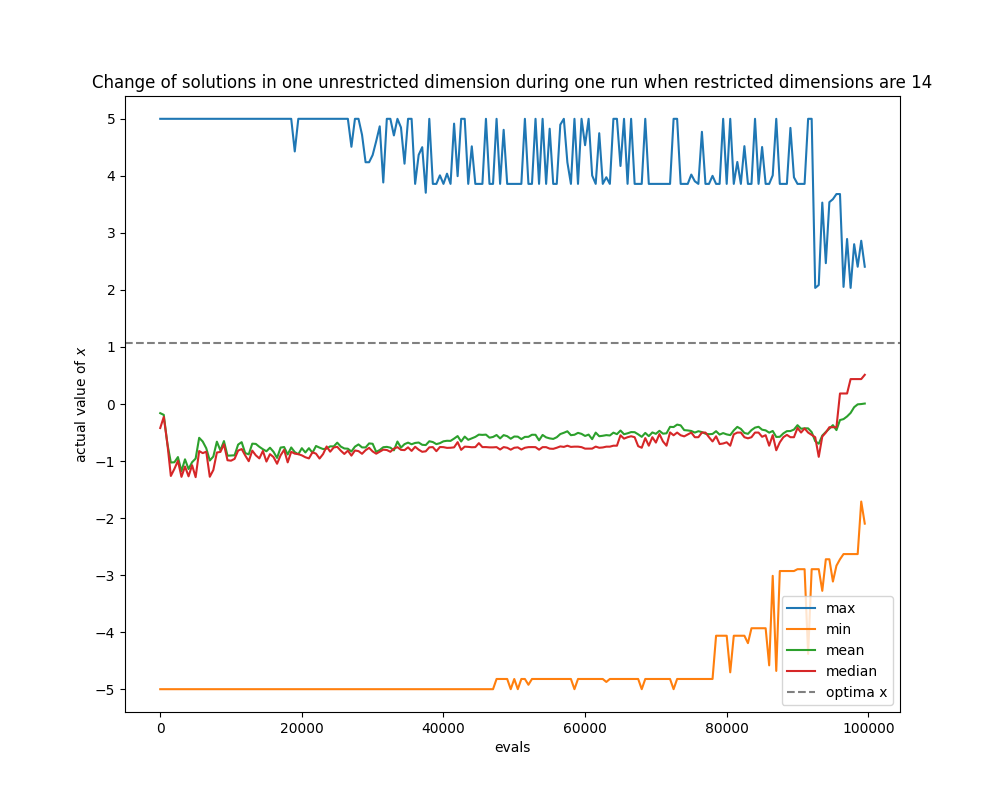 Change of solutions in one unrestricted dimension during one run when restricted dimensions are 14
5
4
3
2
1
0
−1
−2
−3
−4
−5
actual value of x
0 20000 40000 60000 80000 100000
evals
max
min
mean
median
optima x